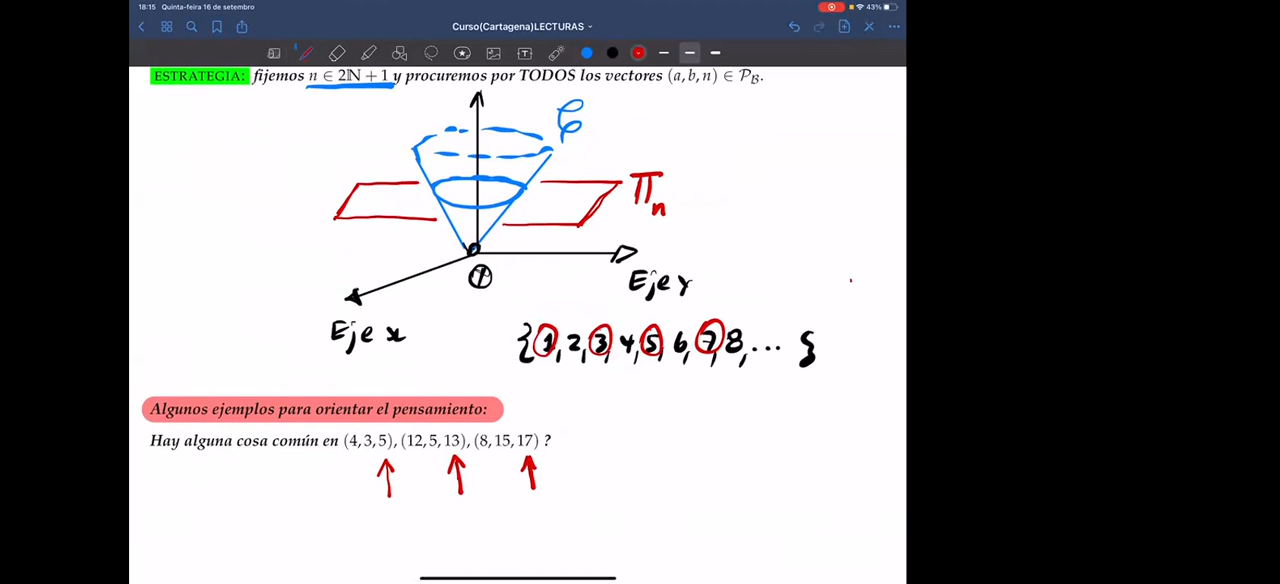 18:15 Quinta-feira 16 de setembro
43%
Curso(Cartagena)LECTURAS
ESTRATEGIA: fijemos n ∈ 2ℕ + 1 y procuremos por TODOS los vectores (a, b, n) ∈ 𝒫_ℬ.
𝒞
Π_n
Eje Y
Eje x
{1, 2, 3, 4, 5, 6, 7, 8, ... }
Algunos ejemplos para orientar el pensamiento:
Hay alguna cosa común en (4, 3, 5), (12, 5, 13), (8, 15, 17) ?